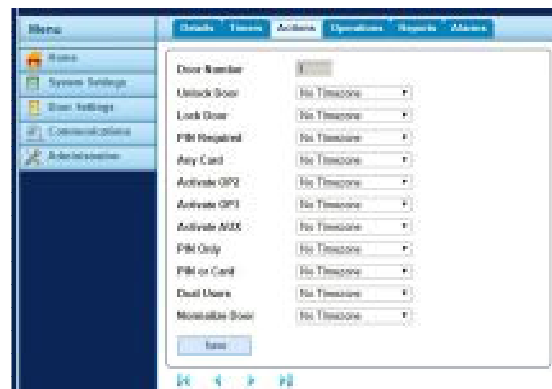 Menu
Home
System Settings
Door Settings
Communications
Administration
Details Timers Actions Operations Reports Alarms
Door Number
Unlock Door No Timezone
Lock Door No Timezone
PIN Required No Timezone
Any Card No Timezone
Activate OP2 No Timezone
Activate OP3 No Timezone
Activate AUX No Timezone
PIN Only No Timezone
PIN or Card No Timezone
Dual Users No Timezone
Normalize Door No Timezone
Save